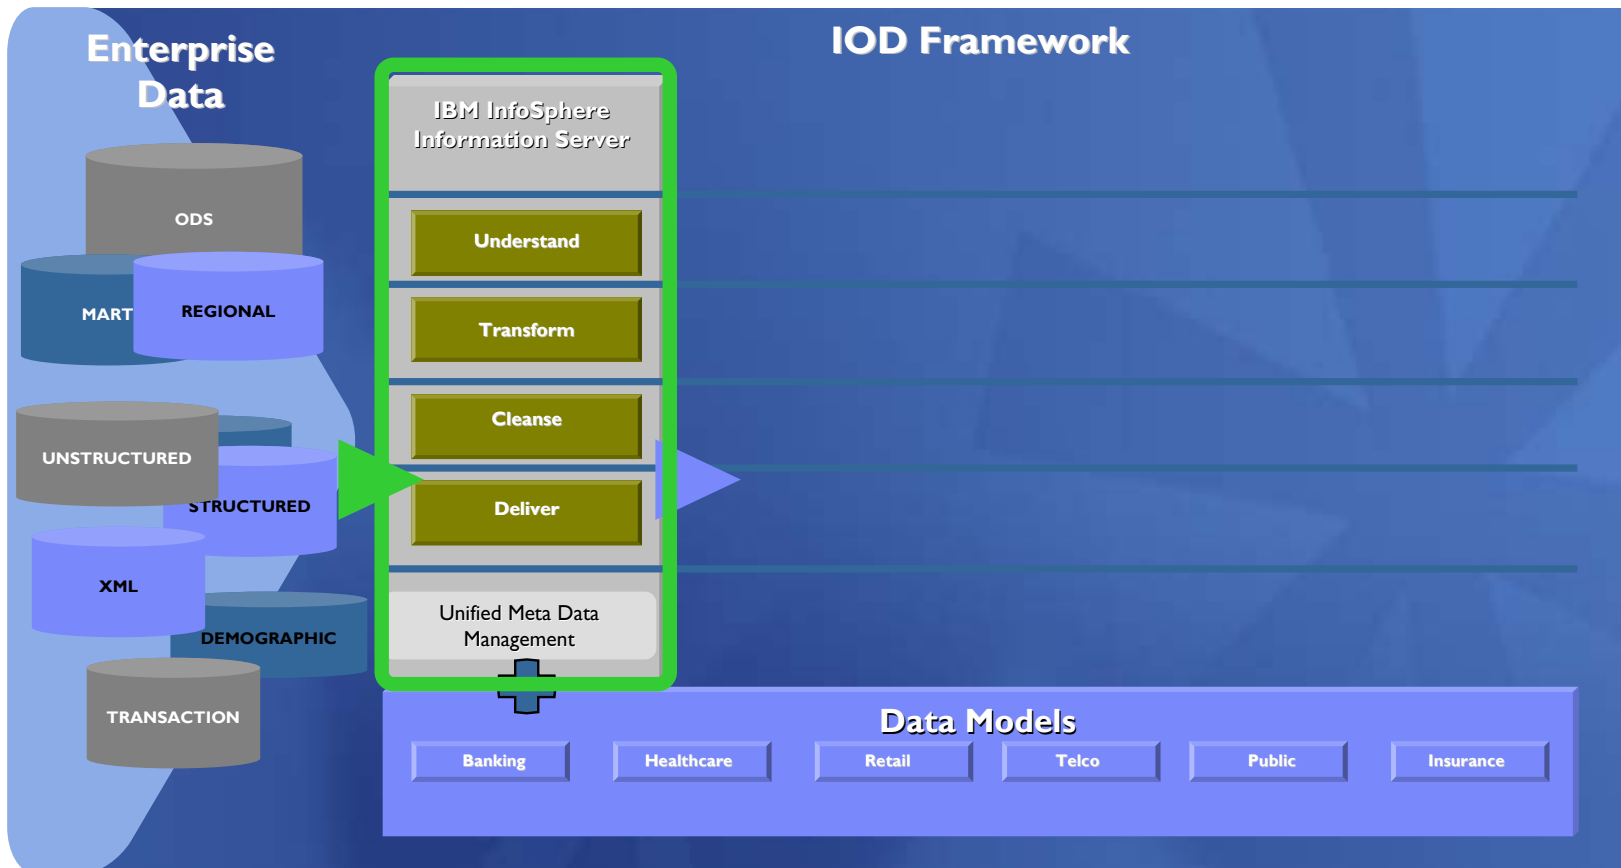 Enterprise
Data
IOD Framework
IBM InfoSphere
Information Server
ODS
MART
REGIONAL
UNSTRUCTURED
STRUCTURED
XML
DEMOGRAPHIC
TRANSACTION
Understand
Transform
Cleanse
Deliver
Unified Meta Data
Management
Data Models
Banking
Healthcare
Retail
Telco
Public
Insurance